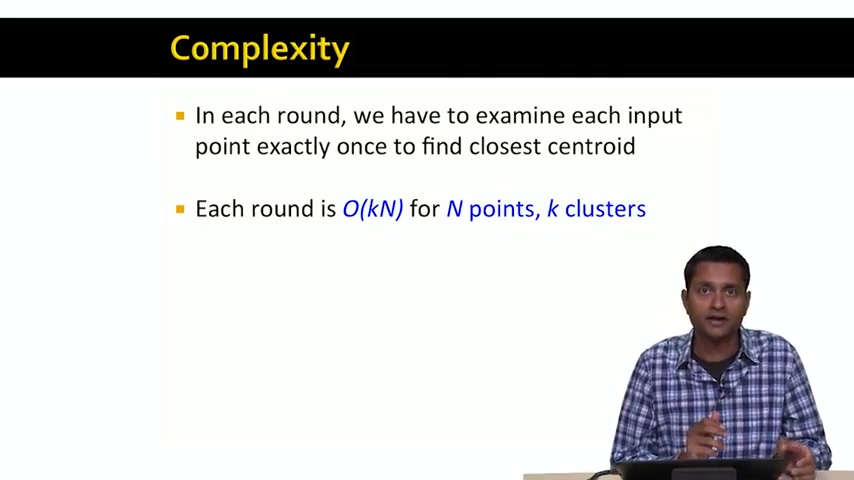 Complexity
In each round, we have to examine each input
point exactly once to find closest centroid
Each round is O(kN) for N points, k clusters